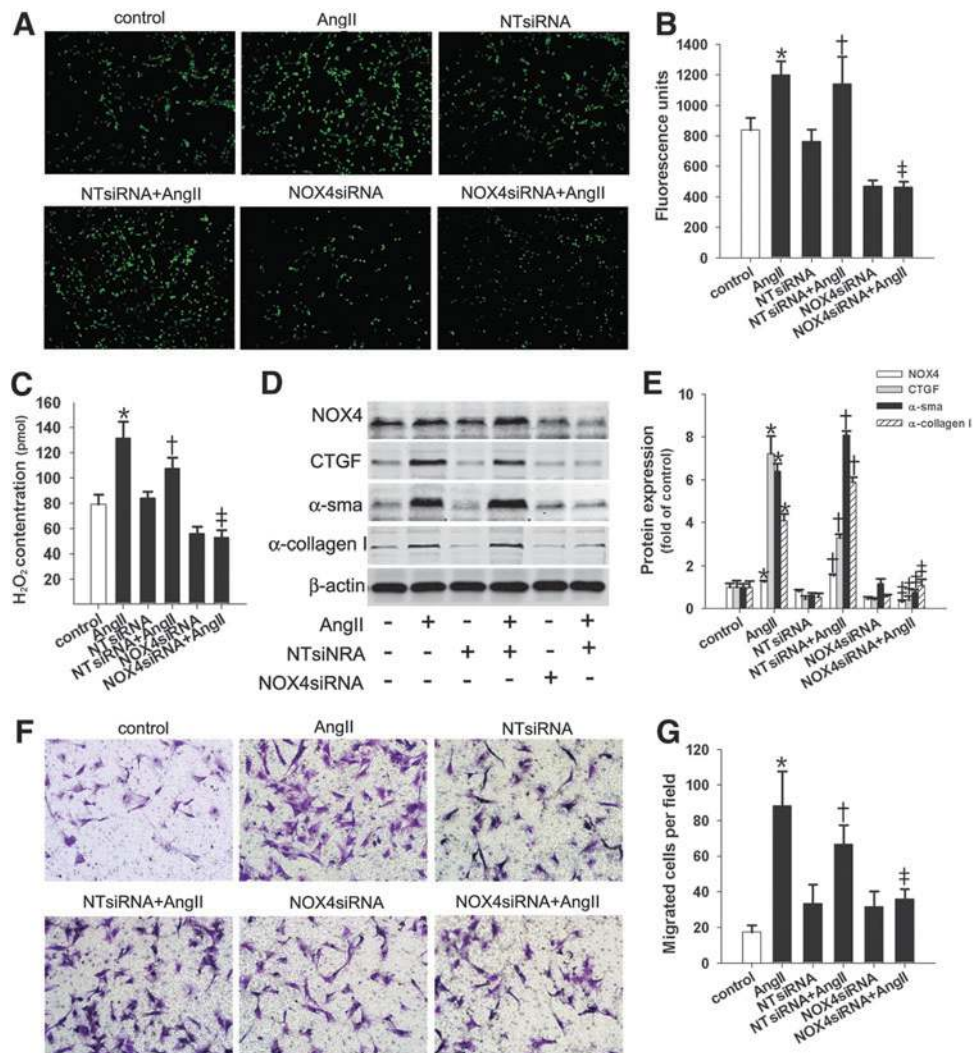 A
control
AngII
NTsiRNA
NTsiRNA+AngII
NOX4siRNA
NOX4siRNA+AngII
B
Fluorescence units
1400
1200
1000
800
600
400
200
0
*
†
‡
control
AngII
NTsiRNA
NTsiRNA+AngII
NOX4siRNA
NOX4siRNA+AngII
C
H₂O₂ contentration (pmol)
160
140
120
100
80
60
40
20
*
†
‡
control
AngII
NTsiRNA
NTsiRNA+AngII
NOX4siRNA
NOX4siRNA+AngII
D
NOX4
CTGF
α-sma
α-collagen I
β-actin
AngII - + - + - +
NTsiNRA - - + + - +
NOX4siRNA - - - - + -
E
NOX4
CTGF
α-sma
α-collagen I
Protein expression
(fold of control)
10
8
6
4
2
0
* * * *
† † † †
‡ ‡ ‡ ‡
control
AngII
NTsiRNA
NTsiRNA+AngII
NOX4siRNA
NOX4siRNA+AngII
F
control
AngII
NTsiRNA
NTsiRNA+AngII
NOX4siRNA
NOX4siRNA+AngII
G
Migrated cells per field
120
100
80
60
40
20
0
*
†
‡
control
AngII
NTsiRNA
NTsiRNA+AngII
NOX4siRNA
NOX4siRNA+AngII